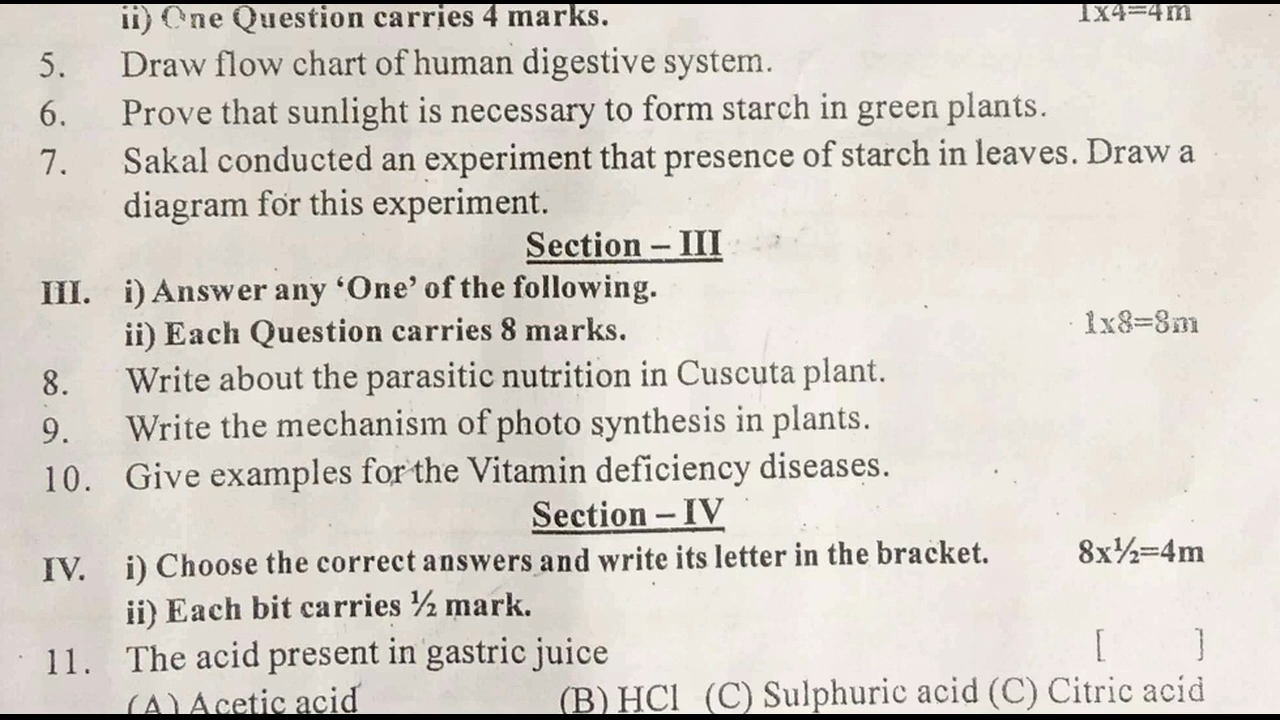 ii) One Question carries 4 marks. 1x4=4m
5. Draw flow chart of human digestive system.
6. Prove that sunlight is necessary to form starch in green plants.
7. Sakal conducted an experiment that presence of starch in leaves. Draw a
diagram for this experiment.
Section – III
III. i) Answer any ‘One’ of the following.
ii) Each Question carries 8 marks. 1x8=8m
8. Write about the parasitic nutrition in Cuscuta plant.
9. Write the mechanism of photo synthesis in plants.
10. Give examples for the Vitamin deficiency diseases.
Section – IV
IV. i) Choose the correct answers and write its letter in the bracket. 8x½=4m
ii) Each bit carries ½ mark.
11. The acid present in gastric juice [ ]
(A) Acetic acid (B) HCl (C) Sulphuric acid (C) Citric acid